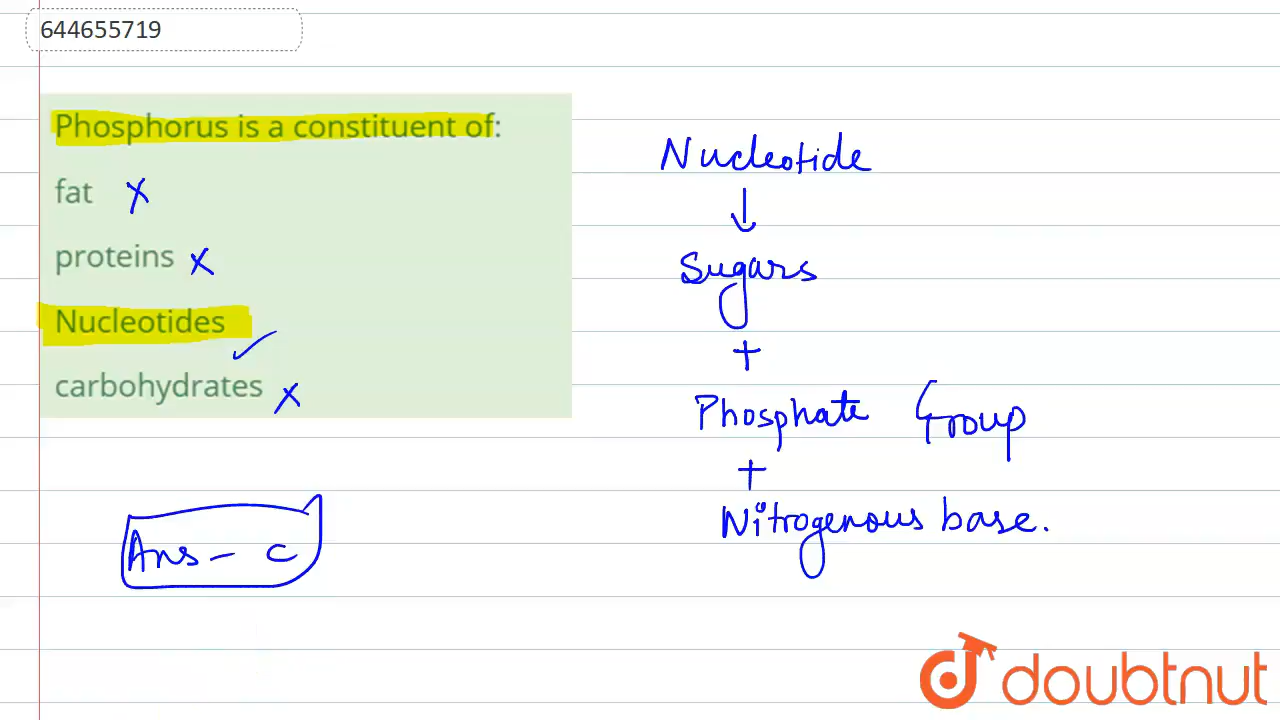 644655719
Phosphorus is a constituent of:
fat X
proteins X
Nucleotides
carbohydrates X
Ans - C
Nucleotide
↓
Sugars
+
Phosphate Group
+
Nitrogenous base.
doubtnut